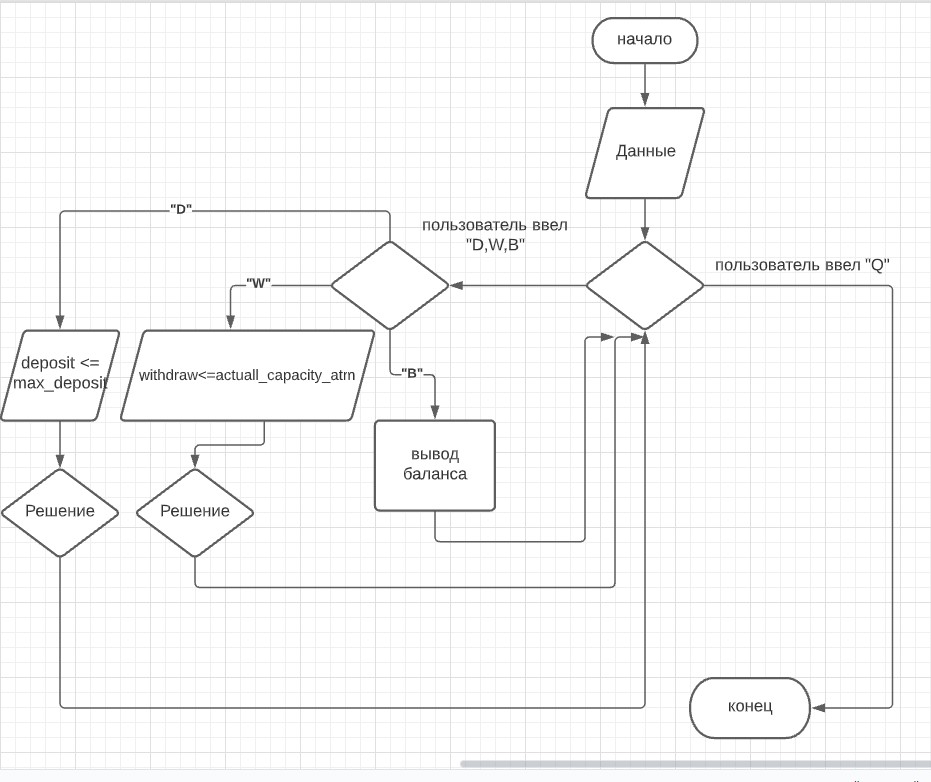 начало
Данные
"D"
пользователь ввел
"D,W,B"
пользователь ввел "Q"
"W"
deposit <=
max_deposit
withdraw<=actuall_capacity_atm
"B"
вывод
баланса
Решение
Решение
конец